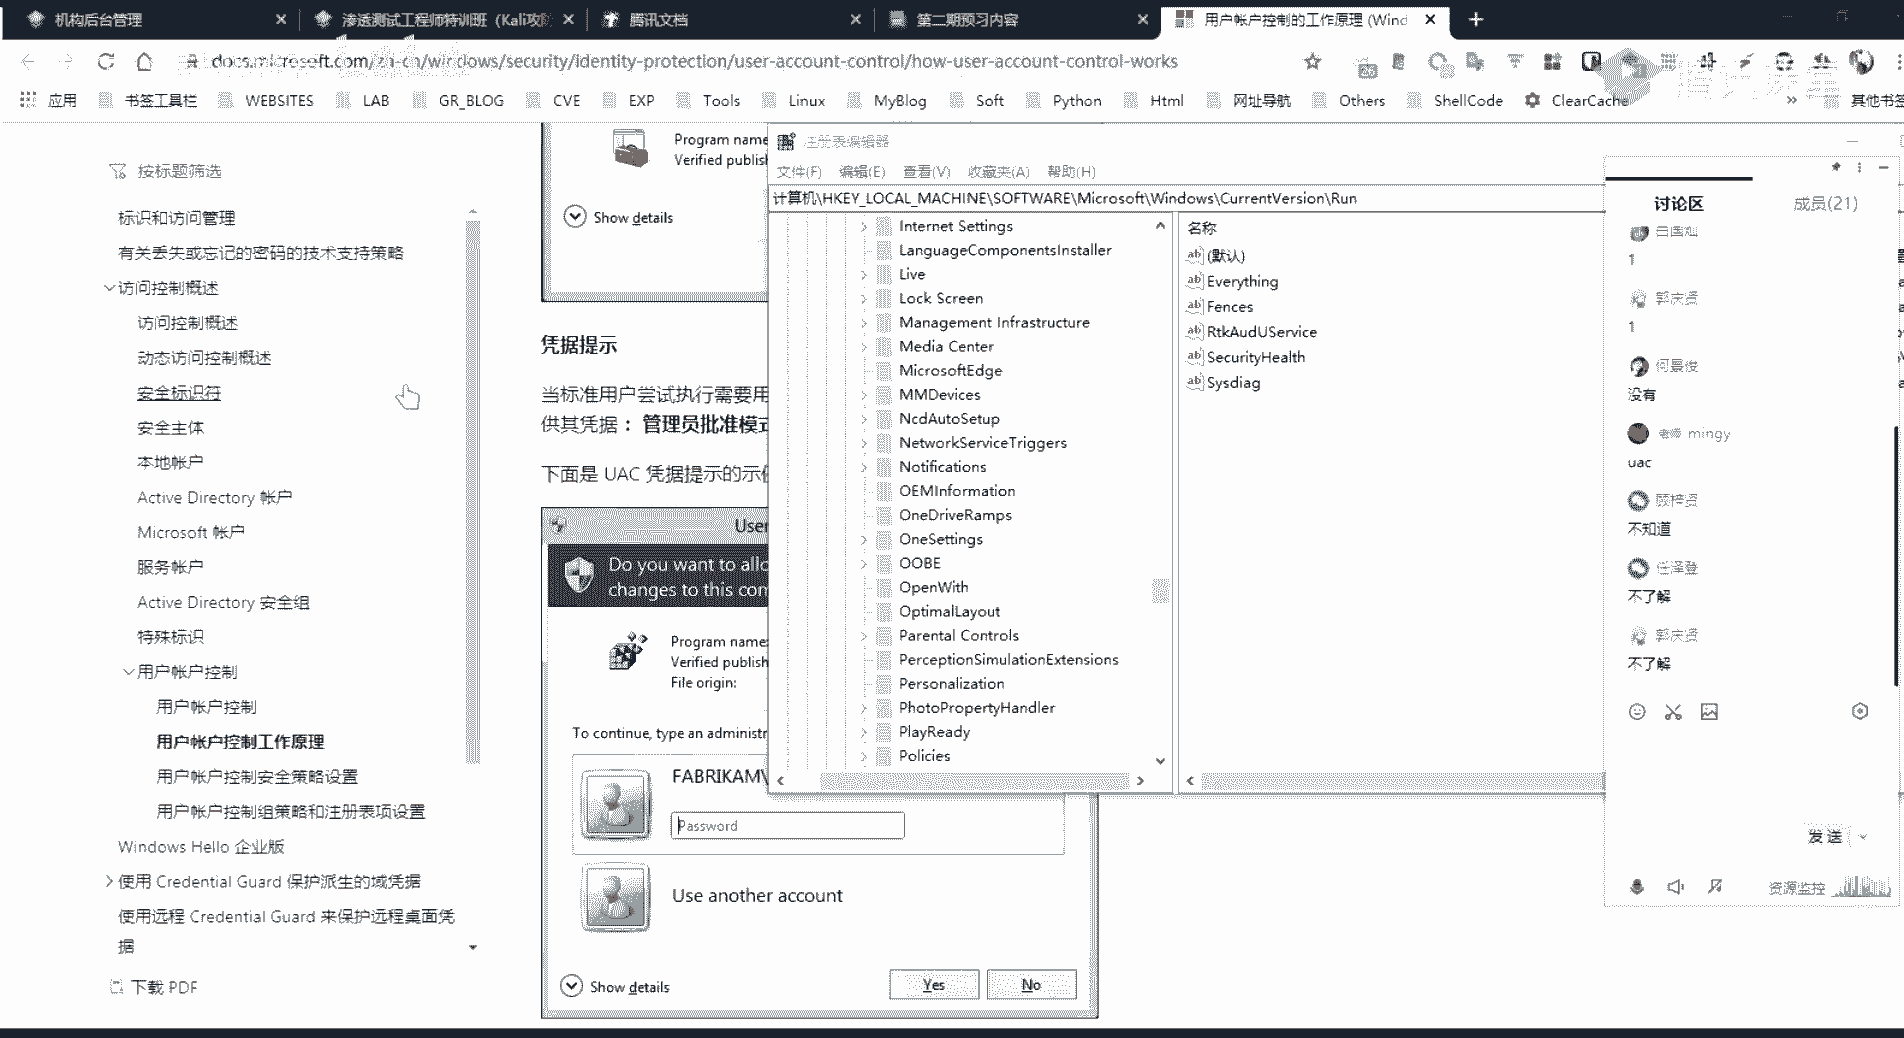 机构后台管理
渗透测试工程师特训班 (Kali攻防
腾讯文档
第二期预习内容
用户帐户控制的工作原理 (Wind
docs.microsoft.com/zh-cn/windows/security/identity-protection/user-account-control/how-user-account-control-works
应用
书签工具栏
WEBSITES
LAB
GR_BLOG
CVE
EXP
Tools
Linux
MyBlog
Soft
Python
Html
网址导航
Others
ShellCode
ClearCache
»
其他书签
按标题筛选
标识和访问管理
有关丢失或忘记的密码的技术支持策略
访问控制概述
访问控制概述
动态访问控制概述
安全标识符
安全主体
本地帐户
Active Directory 帐户
Microsoft 帐户
服务帐户
Active Directory 安全组
特殊标识
用户帐户控制
用户帐户控制
用户帐户控制工作原理
用户帐户控制安全策略设置
用户帐户控制组策略和注册表项设置
Windows Hello 企业版
使用 Credential Guard 保护派生的域凭据
使用远程 Credential Guard 来保护远程桌面凭
据
下载 PDF
Program name
Verified publish
Show details
凭据提示
当标准用户尝试执行需要用
供其凭据： 管理员批准模式
下面是 UAC 凭据提示的示例
User
Do you want to allo
changes to this com
Program name:
Verified publish
File origin:
To continue, type an administr
FABRIKAM\
Password
Use another account
Show details
Yes
No
注册表编辑器
文件(F)
编辑(E)
查看(V)
收藏夹(A)
帮助(H)
计算机\HKEY_LOCAL_MACHINE\SOFTWARE\Microsoft\Windows\CurrentVersion\Run
Internet Settings
LanguageComponentsInstaller
Live
Lock Screen
Management Infrastructure
Media Center
MicrosoftEdge
MMDevices
NcdAutoSetup
NetworkServiceTriggers
Notifications
OEMInformation
OneDriveRamps
OneSettings
OOBE
OpenWith
OptimalLayout
Parental Controls
PerceptionSimulationExtensions
Personalization
PhotoPropertyHandler
PlayReady
Policies
名称
(默认)
Everything
Fences
RtkAudUService
SecurityHealth
Sysdiag
讨论区
成员(21)
1
郭庆贤
1
何景俊
没有
老师 mingy
uac
顾梓贤
不知道
任泽登
不了解
郭庆贤
不了解
发送
资源监控